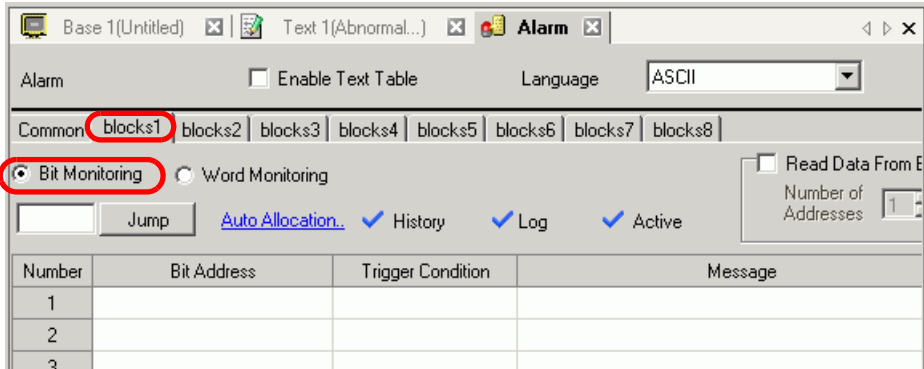 Base 1(Untitled) Text 1(Abnormal...) Alarm
Alarm Enable Text Table Language ASCII
Common blocks1 blocks2 blocks3 blocks4 blocks5 blocks6 blocks7 blocks8
Bit Monitoring Word Monitoring Read Data From
Jump Auto Allocation.. History Log Active Number of Addresses 1
Number Bit Address Trigger Condition Message
1
2
3